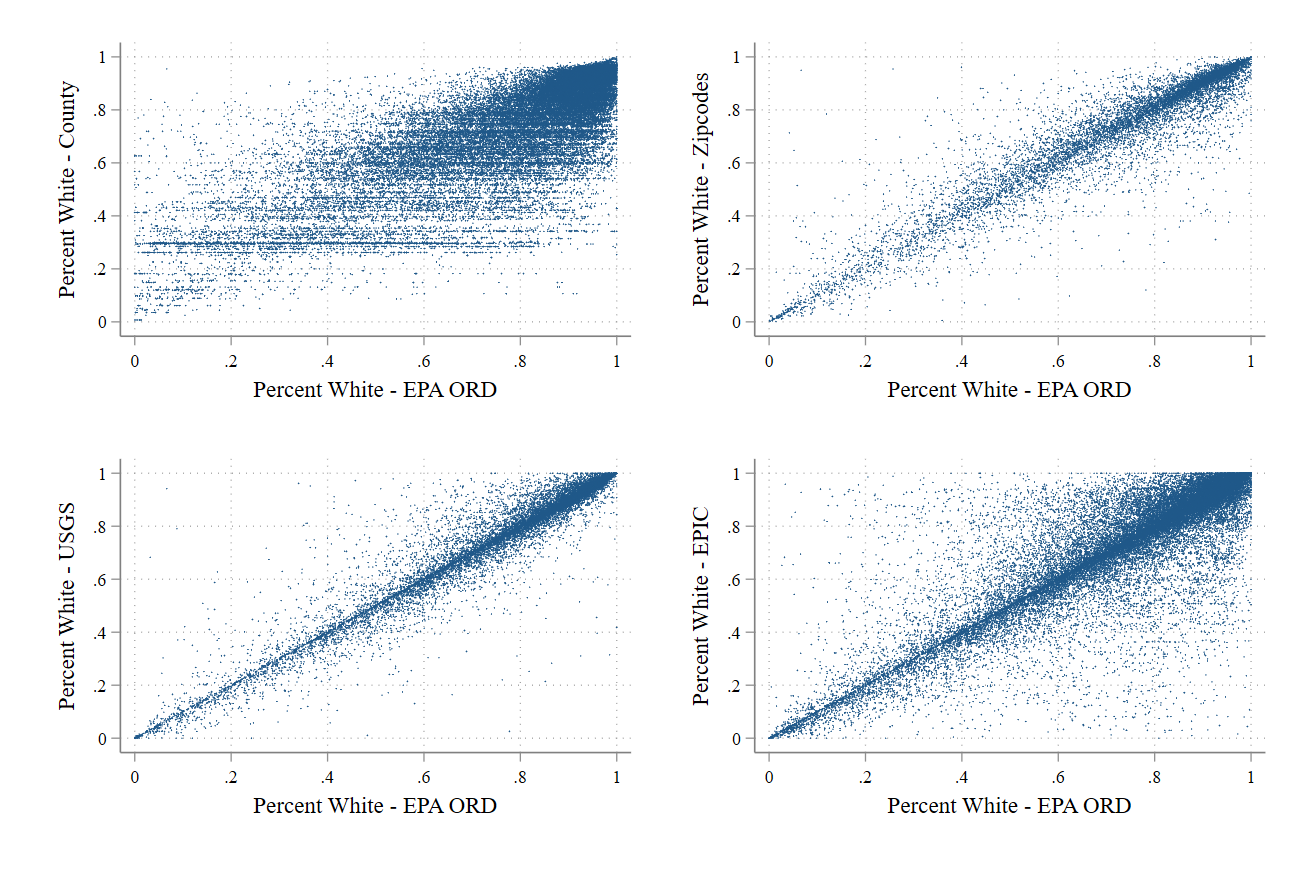 Percent White - County
1
.8
.6
.4
.2
0
0 .2 .4 .6 .8 1
Percent White - EPA ORD
Percent White - Zipcodes
1
.8
.6
.4
.2
0
0 .2 .4 .6 .8 1
Percent White - EPA ORD
Percent White - USGS
1
.8
.6
.4
.2
0
0 .2 .4 .6 .8 1
Percent White - EPA ORD
Percent White - EPIC
1
.8
.6
.4
.2
0
0 .2 .4 .6 .8 1
Percent White - EPA ORD